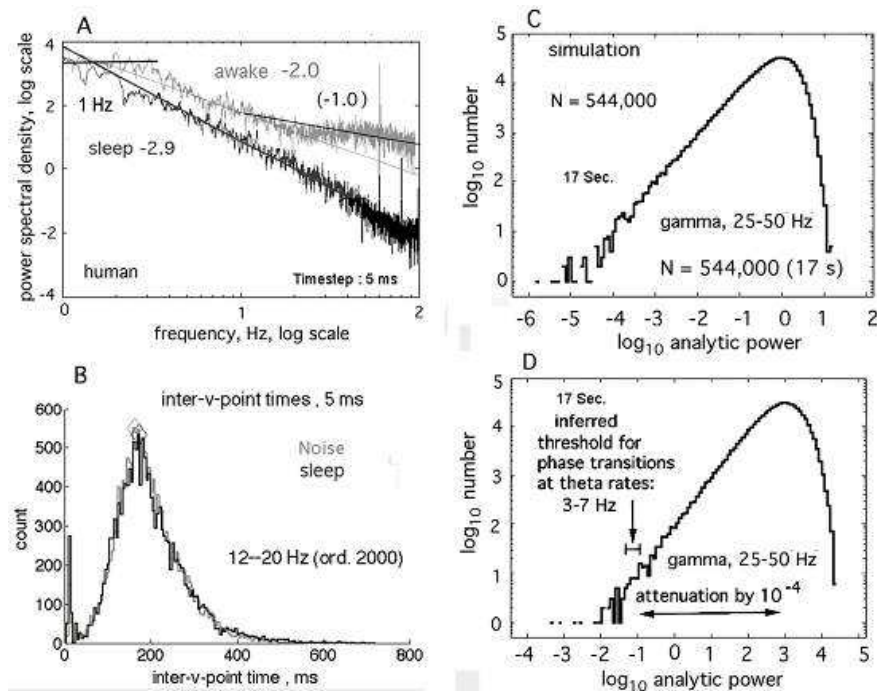 A
power spectral density, log scale
4
2
0
-2
-4
awake -2.0
(-1.0)
1 Hz
sleep -2.9
human
Timestep : 5 ms
0 1 2
frequency, Hz, log scale
B
inter-v-point times , 5 ms
count
600
500
400
300
200
100
0
Noise
sleep
12--20 Hz (ord. 2000)
0 200 400 600 800
inter-v-point time , ms
C
log10 number
5
4
3
2
1
0
simulation
N = 544,000
17 Sec.
gamma, 25-50 Hz
N = 544,000 (17 s)
-6 -5 -4 -3 -2 -1 0 1 2
log10 analytic power
D
log10 number
5
4
3
2
1
0
17 Sec.
inferred
threshold for
phase transitions
at theta rates:
3-7 Hz
gamma, 25-50 Hz
attenuation by 10-4
-4 -3 -2 -1 0 1 2 3 4 5
log10 analytic power